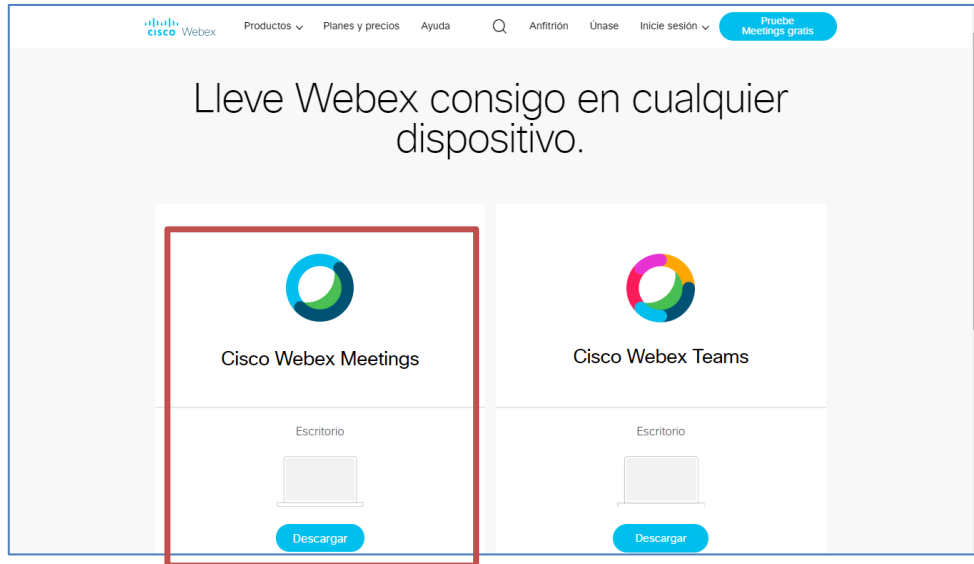 CISCO Webex
Productos
Planes y precios
Ayuda
Anfitrión
Únase
Inicie sesión
Pruebe
Meetings gratis
Lleve Webex consigo en cualquier
dispositivo.
Cisco Webex Meetings
Escritorio
Descargar
Cisco Webex Teams
Escritorio
Descargar